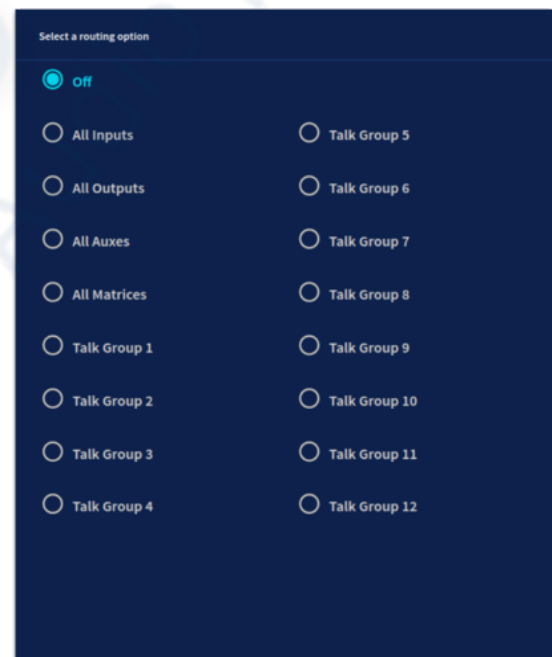 Select a routing option
Off
All Inputs
All Outputs
All Auxes
All Matrices
Talk Group 1
Talk Group 2
Talk Group 3
Talk Group 4
Talk Group 5
Talk Group 6
Talk Group 7
Talk Group 8
Talk Group 9
Talk Group 10
Talk Group 11
Talk Group 12